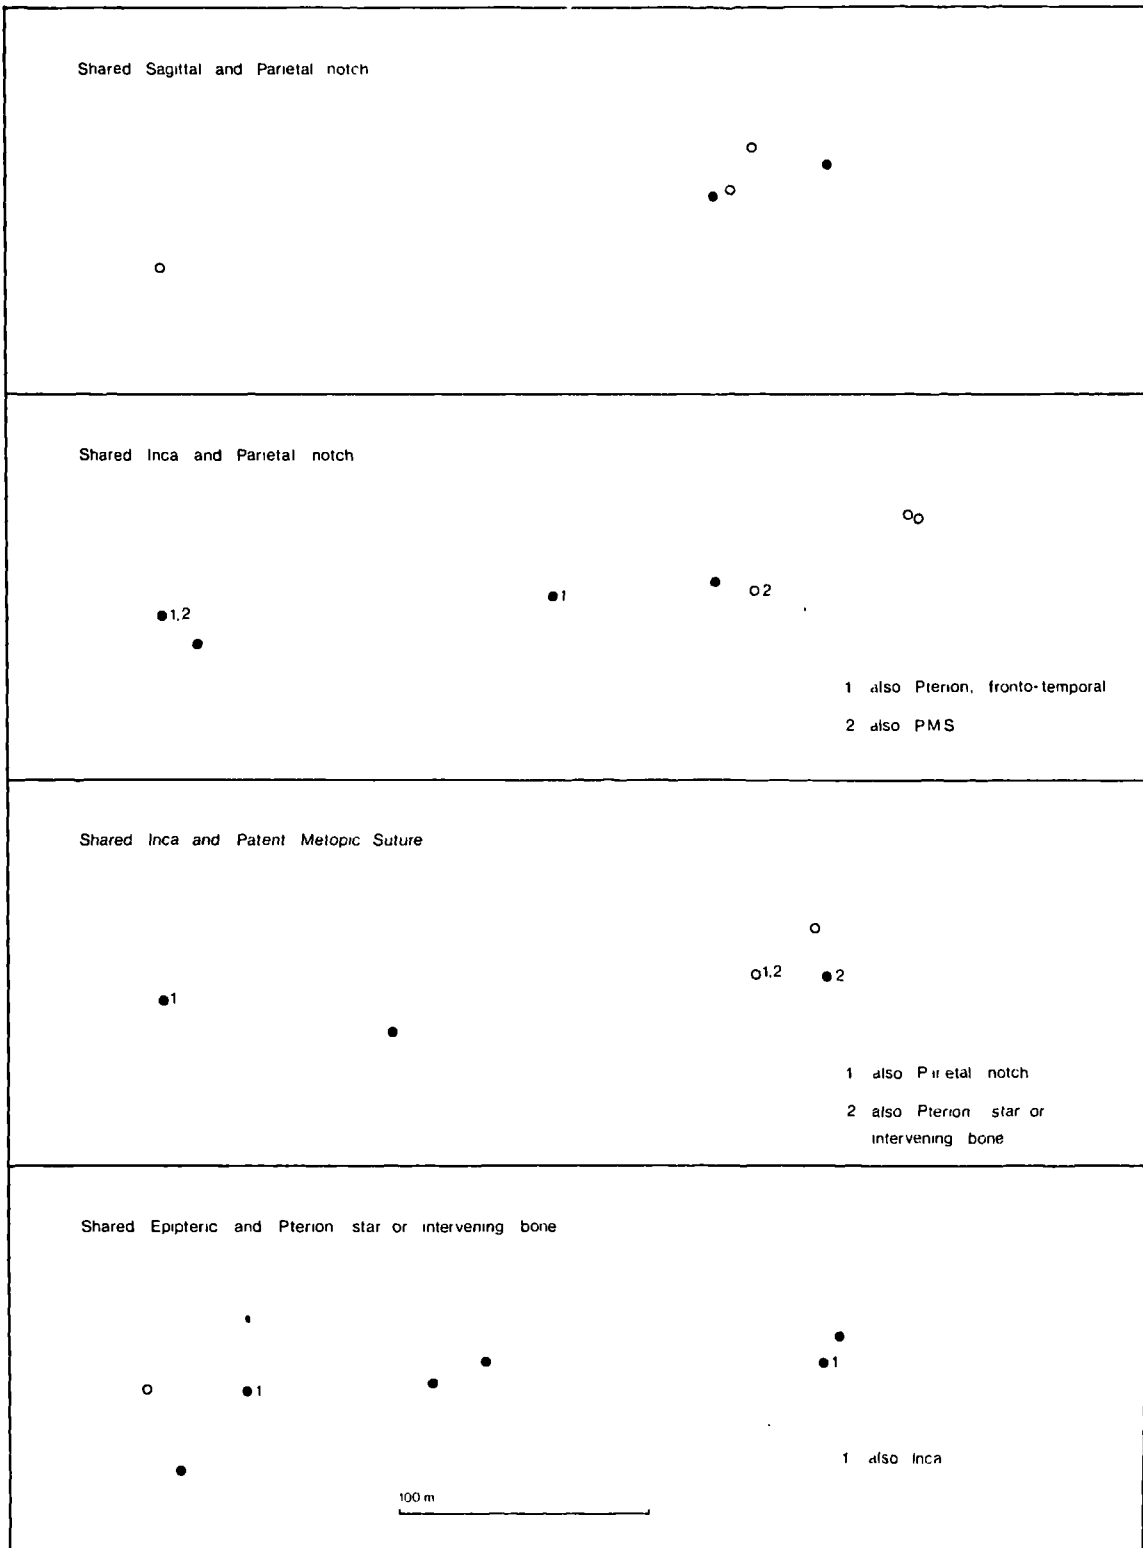 Shared Sagittal and Parietal notch
Shared Inca and Parietal notch
2
1,2
1
1 also Pterion, fronto-temporal
2 also PMS
Shared Inca and Patent Metopic Suture
1,2
2
1
1 also Parietal notch
2 also Pterion star or
intervening bone
Shared Epipteric and Pterion star or intervening bone
1
1
1 also Inca
100 m